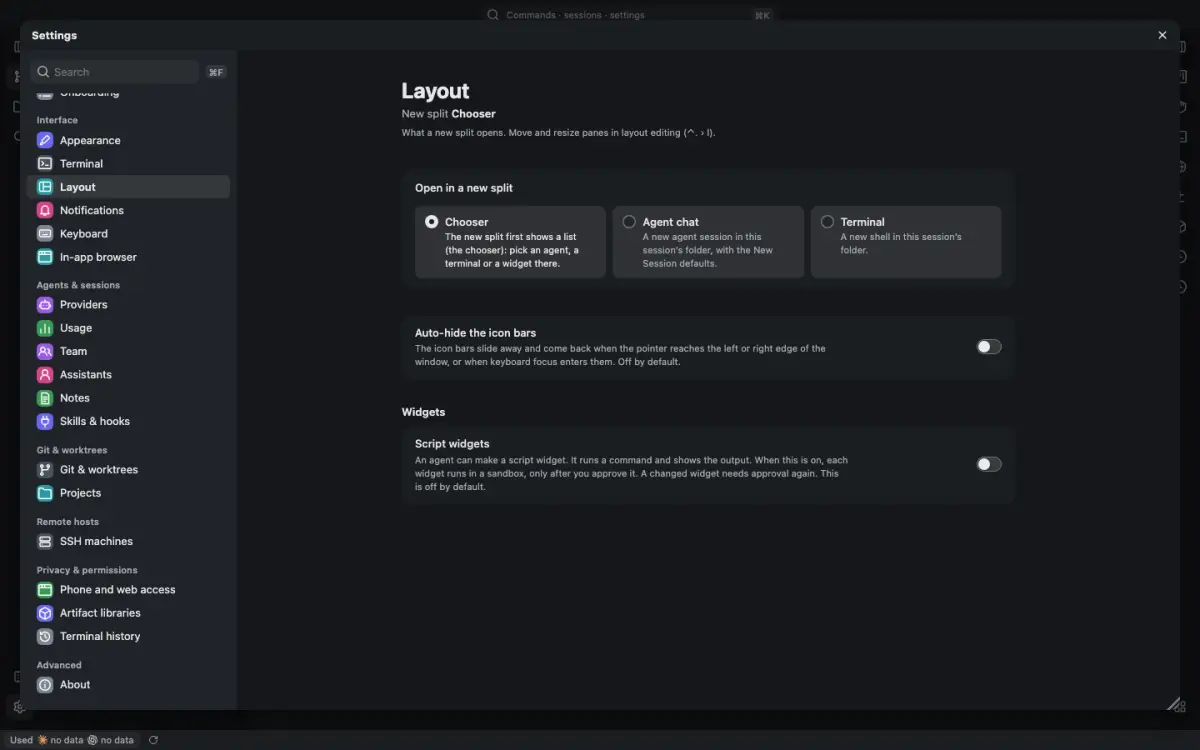 Commands · sessions · settings
⌘K
Settings
Search
⌘F
Onboarding
Interface
Appearance
Terminal
Layout
Notifications
Keyboard
In-app browser
Agents & sessions
Providers
Usage
Team
Assistants
Notes
Skills & hooks
Git & worktrees
Git & worktrees
Projects
Remote hosts
SSH machines
Privacy & permissions
Phone and web access
Artifact libraries
Terminal history
Advanced
About
Layout
New split Chooser
What a new split opens. Move and resize panes in layout editing (^. › l).
Open in a new split
Chooser
The new split first shows a list
(the chooser): pick an agent, a
terminal or a widget there.
Agent chat
A new agent session in this
session's folder, with the New
Session defaults.
Terminal
A new shell in this session's
folder.
Auto-hide the icon bars
The icon bars slide away and come back when the pointer reaches the left or right edge of the
window, or when keyboard focus enters them. Off by default.
Widgets
Script widgets
An agent can make a script widget. It runs a command and shows the output. When this is on, each
widget runs in a sandbox, only after you approve it. A changed widget needs approval again. This
is off by default.
Used no data no data